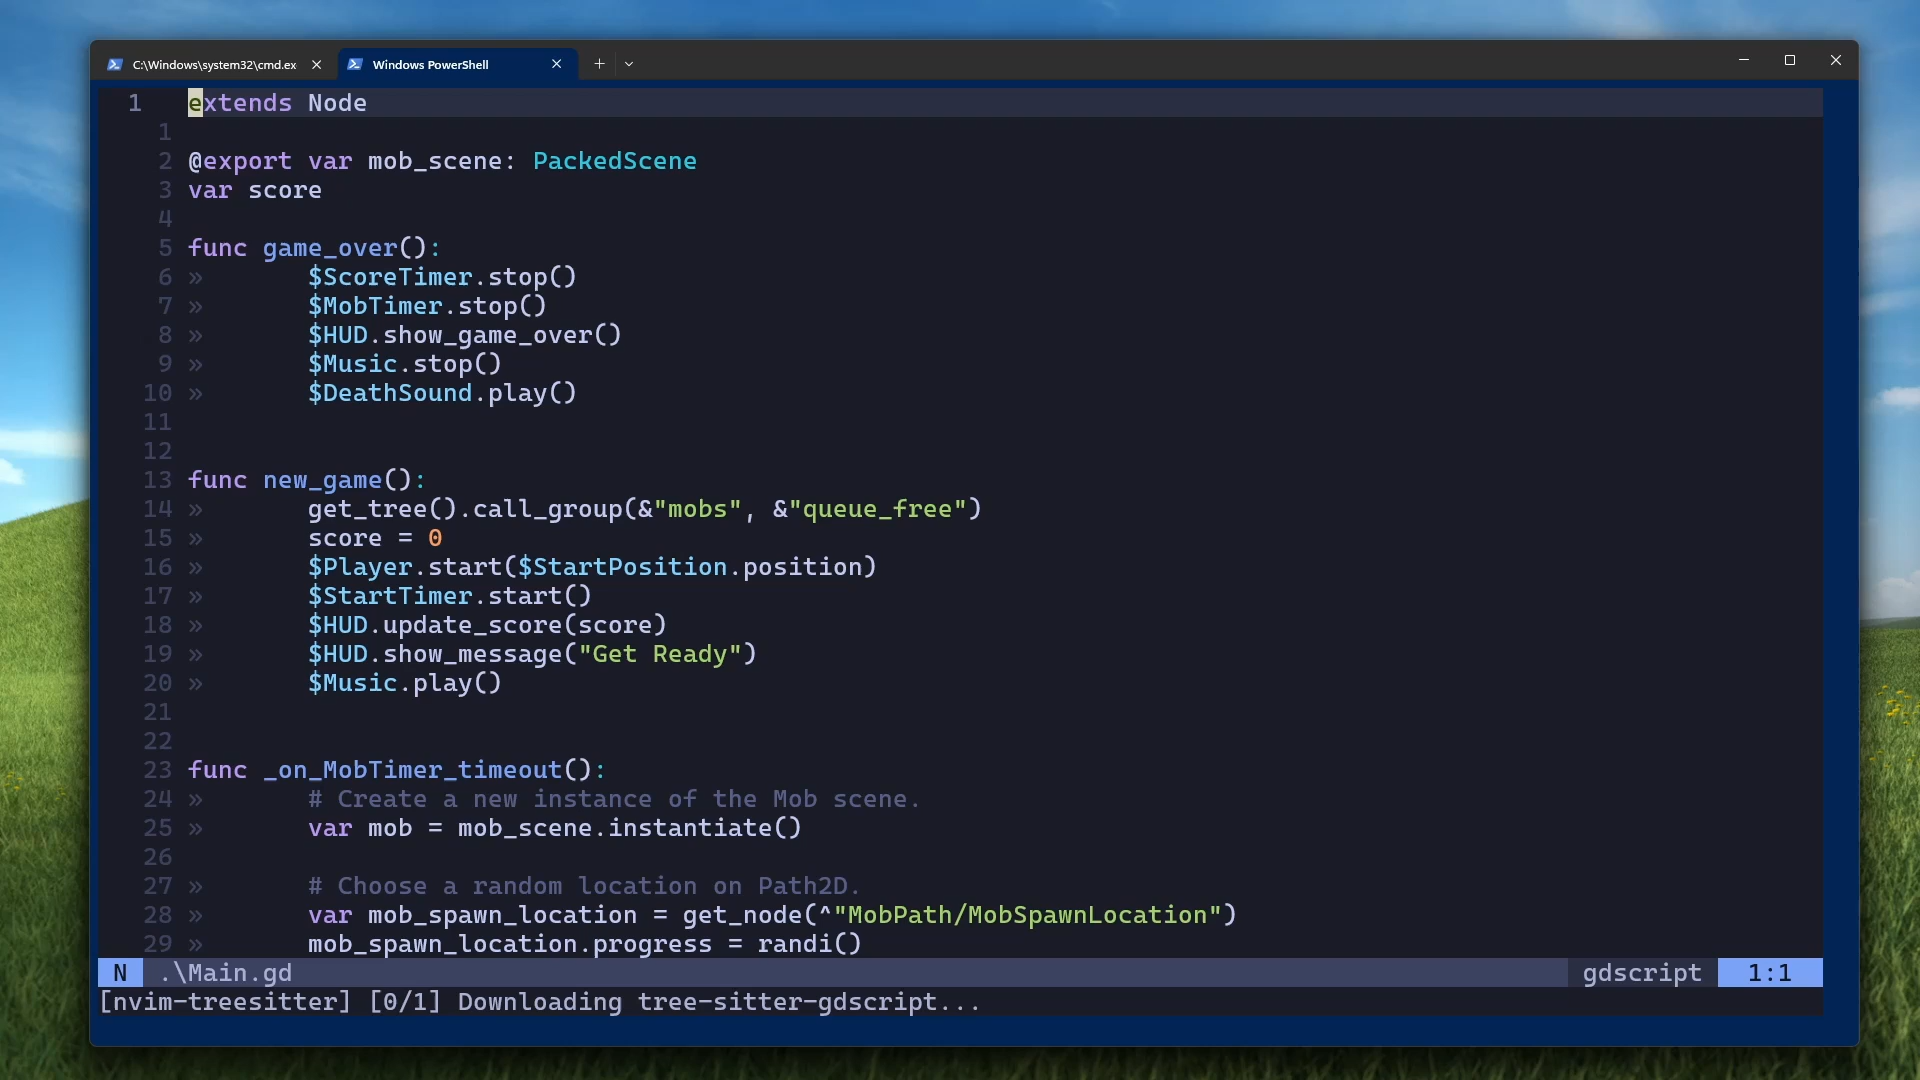 C:\Windows\system32\cmd.ex
Windows PowerShell
1 extends Node
1
2 @export var mob_scene: PackedScene
3 var score
4
5 func game_over():
6 » $ScoreTimer.stop()
7 » $MobTimer.stop()
8 » $HUD.show_game_over()
9 » $Music.stop()
10 » $DeathSound.play()
11
12
13 func new_game():
14 » get_tree().call_group(&"mobs", &"queue_free")
15 » score = 0
16 » $Player.start($StartPosition.position)
17 » $StartTimer.start()
18 » $HUD.update_score(score)
19 » $HUD.show_message("Get Ready")
20 » $Music.play()
21
22
23 func _on_MobTimer_timeout():
24 » # Create a new instance of the Mob scene.
25 » var mob = mob_scene.instantiate()
26
27 » # Choose a random location on Path2D.
28 » var mob_spawn_location = get_node(^"MobPath/MobSpawnLocation")
29 » mob_spawn_location.progress = randi()
N .\Main.gd gdscript 1:1
[nvim-treesitter] [0/1] Downloading tree-sitter-gdscript...